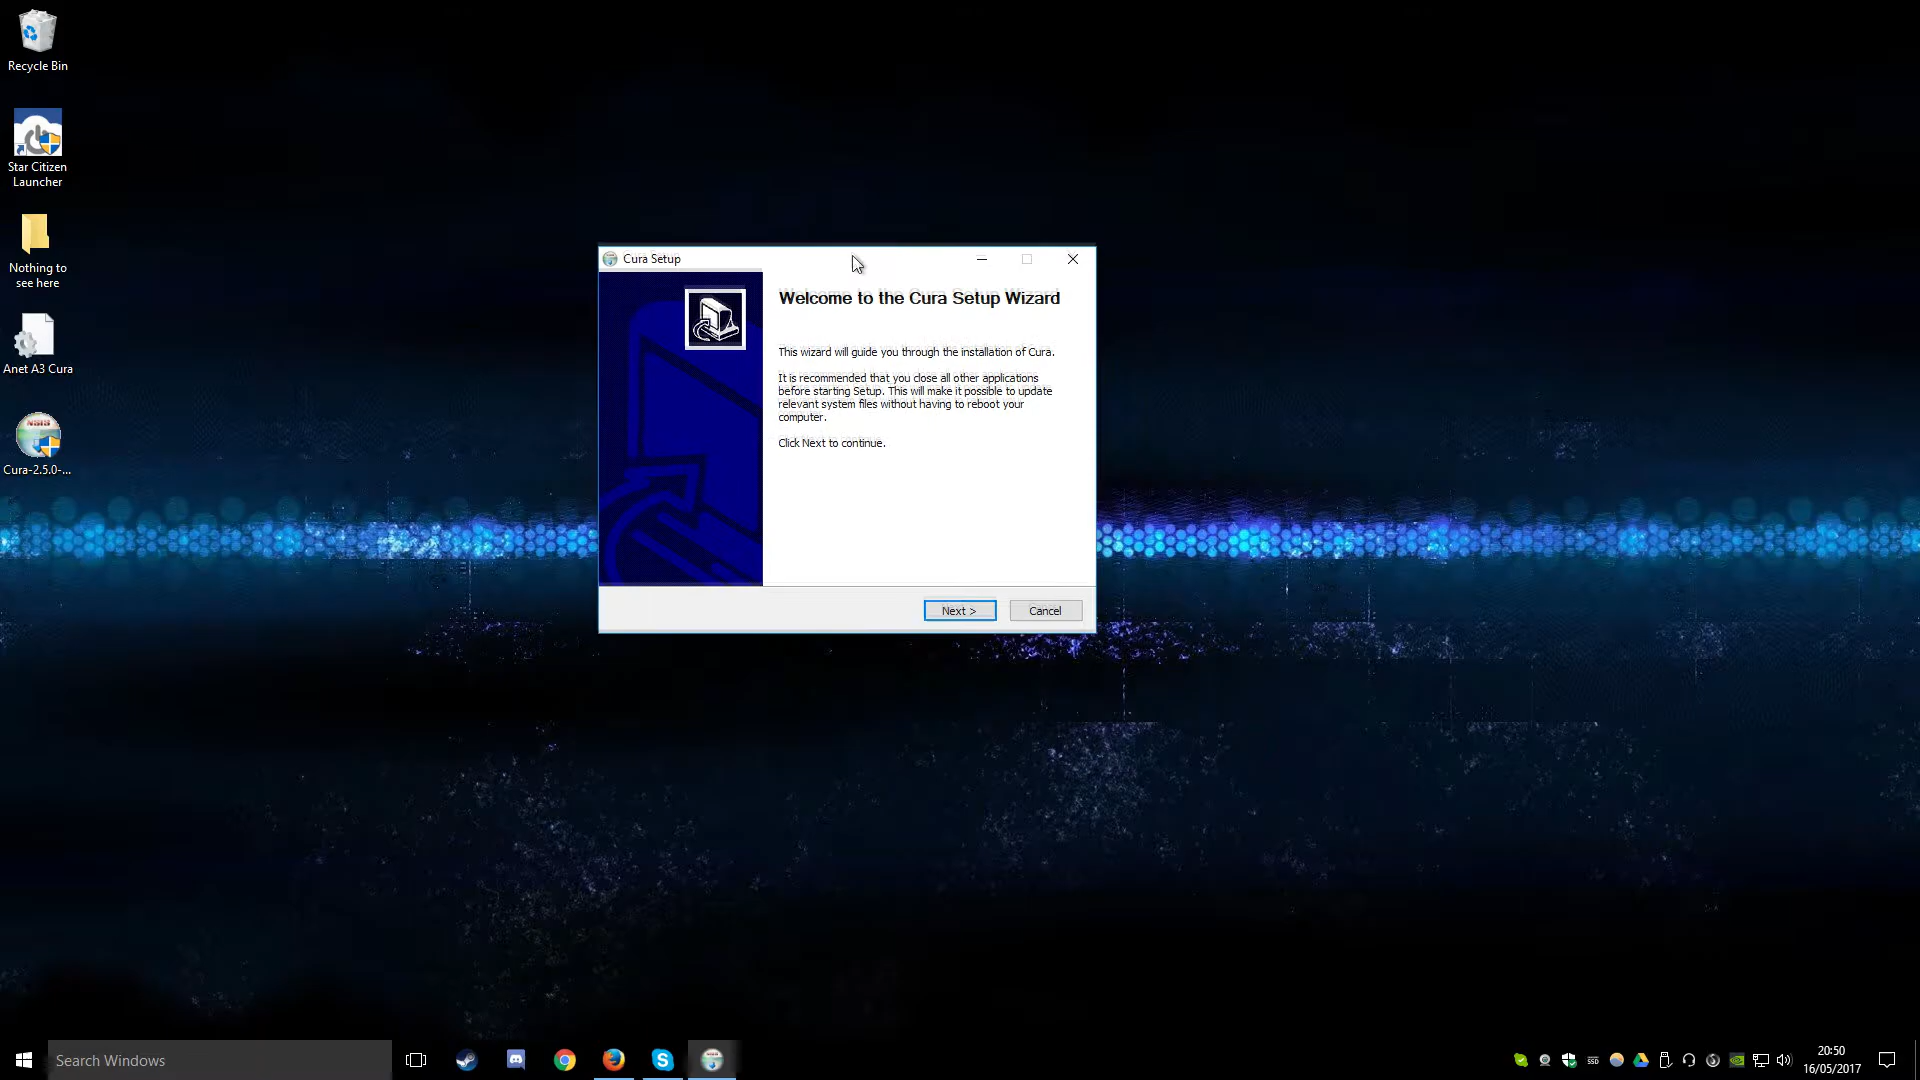 Recycle Bin
Star Citizen
Launcher
Nothing to
see here
Anet A3 Cura
NSIS
Cura-2.5.0-...
Cura Setup
Welcome to the Cura Setup Wizard
This wizard will guide you through the installation of Cura.
It is recommended that you close all other applications
before starting Setup. This will make it possible to update
relevant system files without having to reboot your
computer.
Click Next to continue.
Next >
Cancel
Search Windows
SSD
20:50
16/05/2017